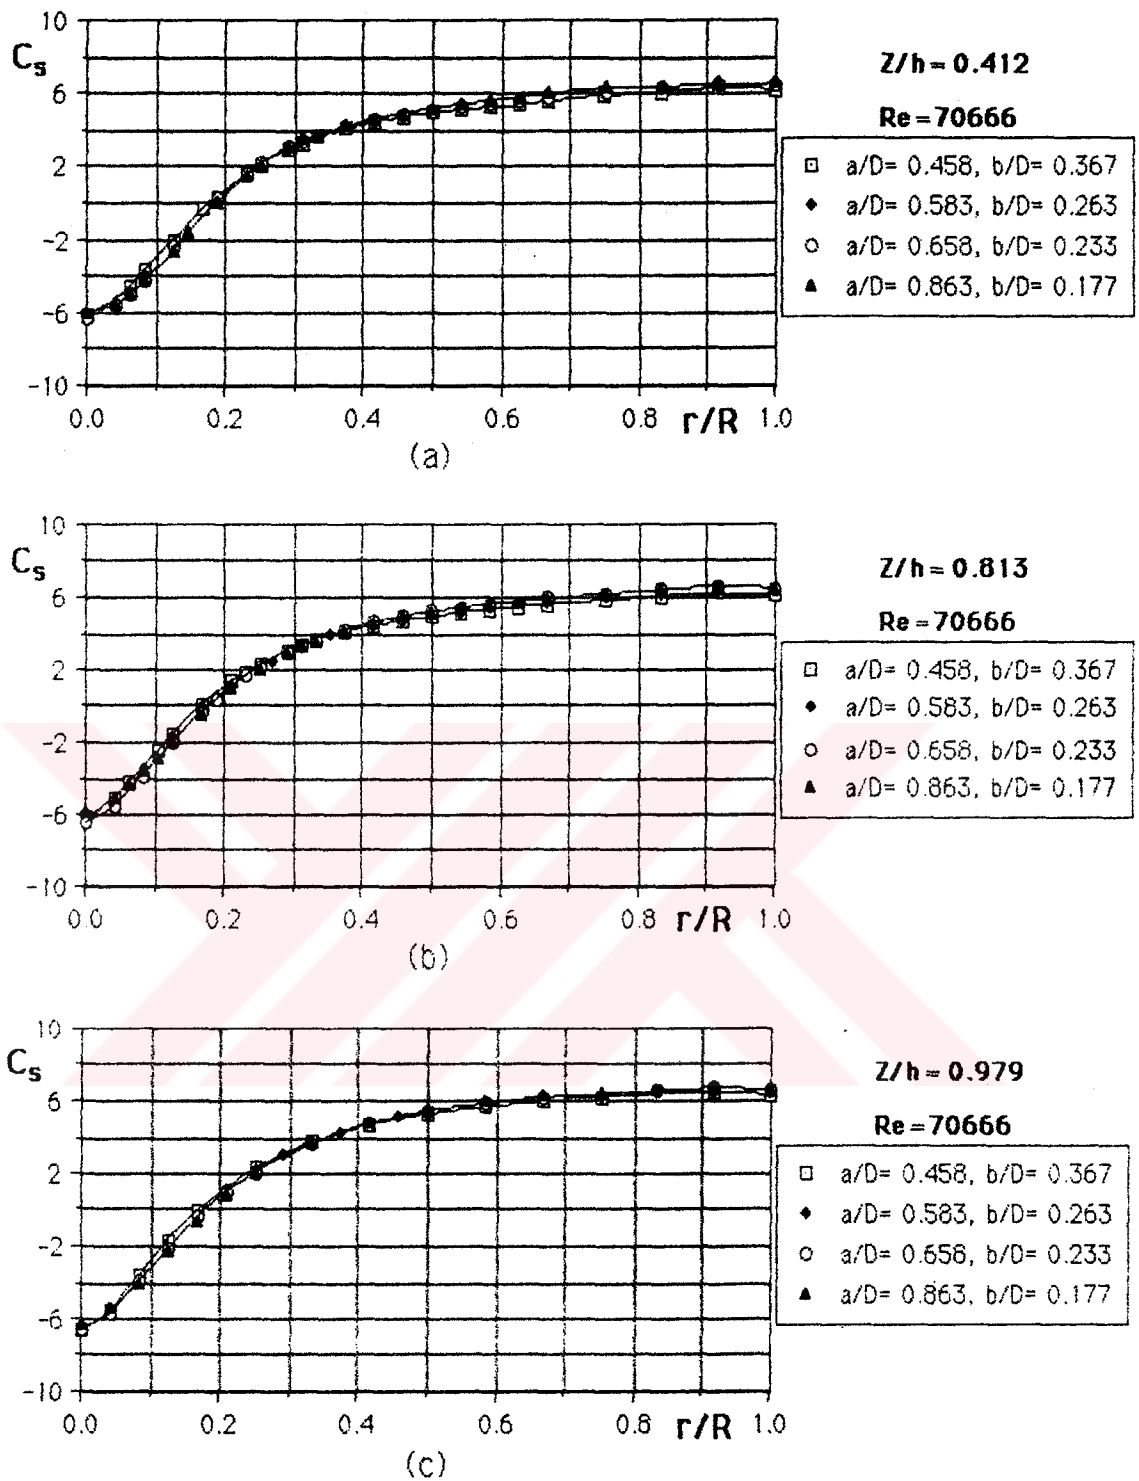 10
Cs
6
2
-2
-6
-10
0.0 0.2 0.4 0.6 0.8 r/R 1.0
(a)
Z/h = 0.412
Re = 70666
a/D= 0.458, b/D= 0.367
a/D= 0.583, b/D= 0.263
a/D= 0.658, b/D= 0.233
a/D= 0.863, b/D= 0.177
10
Cs
6
2
-2
-6
-10
0.0 0.2 0.4 0.6 0.8 r/R 1.0
(b)
Z/h = 0.813
Re = 70666
a/D= 0.458, b/D= 0.367
a/D= 0.583, b/D= 0.263
a/D= 0.658, b/D= 0.233
a/D= 0.863, b/D= 0.177
10
Cs
6
2
-2
-6
-10
0.0 0.2 0.4 0.6 0.8 r/R 1.0
(c)
Z/h = 0.979
Re = 70666
a/D= 0.458, b/D= 0.367
a/D= 0.583, b/D= 0.263
a/D= 0.658, b/D= 0.233
a/D= 0.863, b/D= 0.177